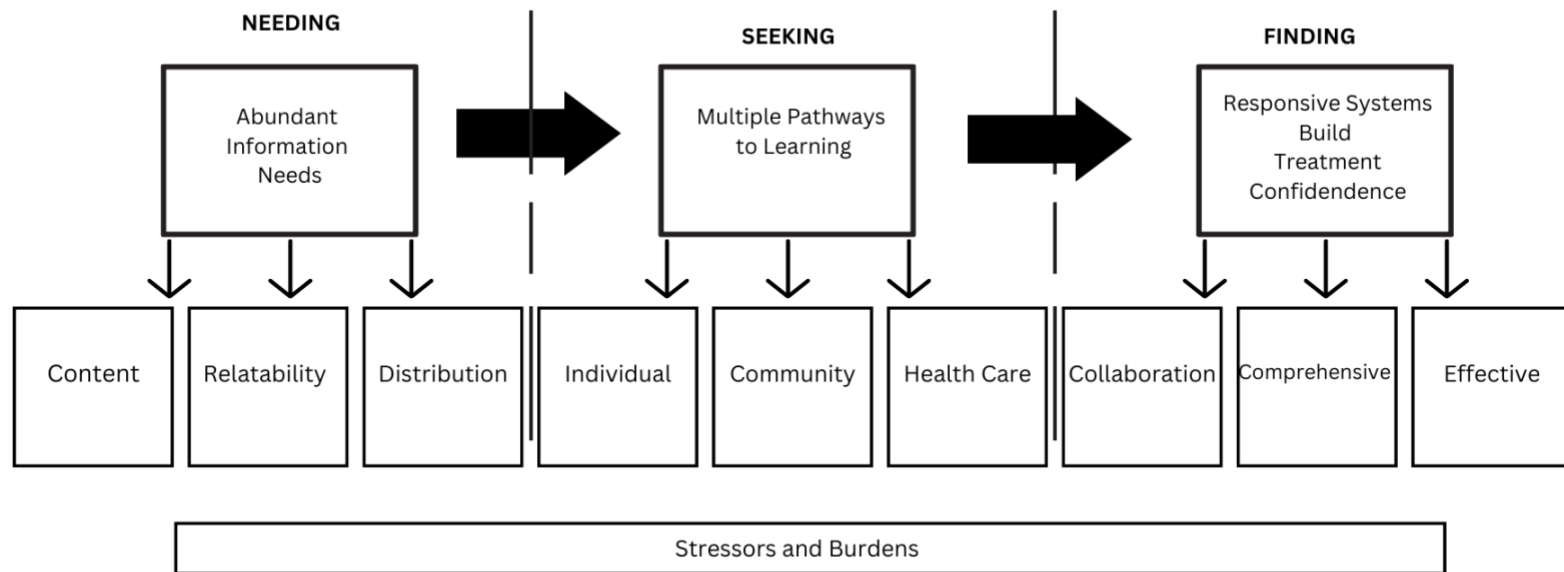 NEEDING
SEEKING
FINDING
Abundant
Information
Needs
Multiple Pathways
to Learning
Responsive Systems
Build
Treatment
Confidendence
Content
Relatability
Distribution
Individual
Community
Health Care
Collaboration
Comprehensive
Effective
Stressors and Burdens